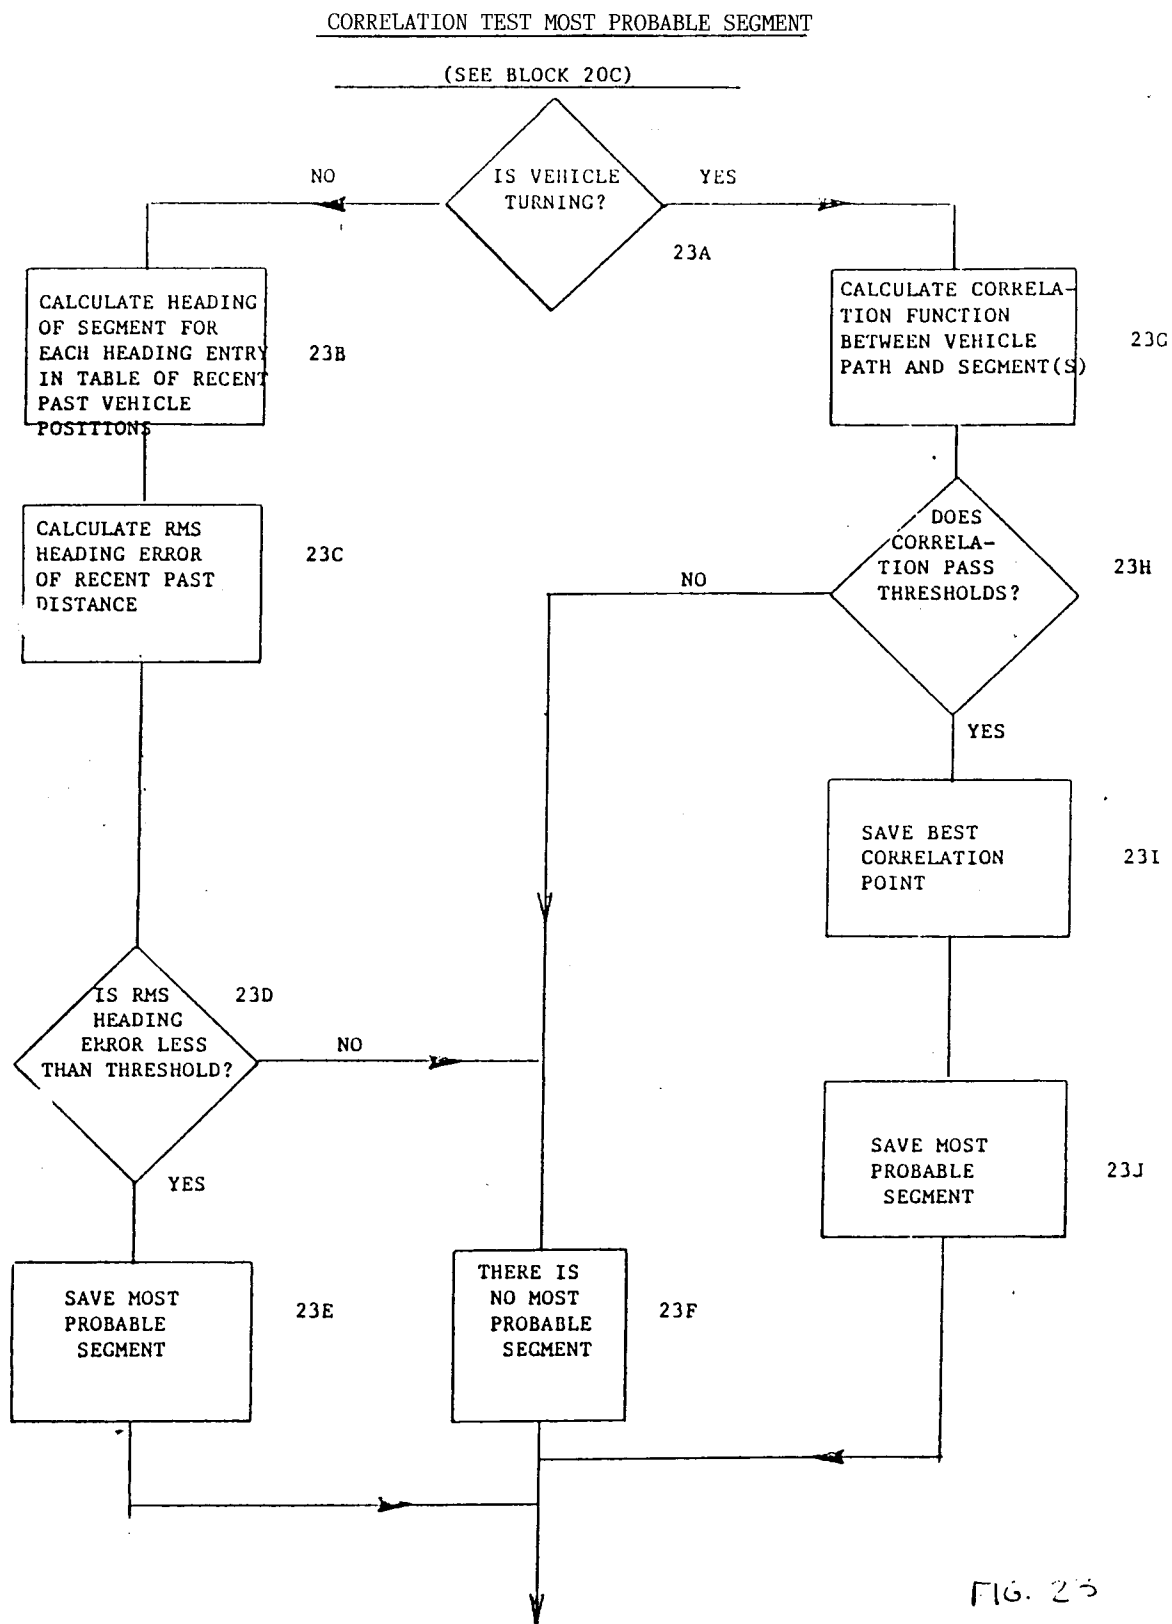 CORRELATION TEST MOST PROBABLE SEGMENT
(SEE BLOCK 20C)
IS VEHICLE
TURNING?
NO
YES
23A
CALCULATE HEADING
OF SEGMENT FOR
EACH HEADING ENTRY
IN TABLE OF RECENT
PAST VEHICLE
POSITIONS
23B
CALCULATE CORRELA-
TION FUNCTION
BETWEEN VEHICLE
PATH AND SEGMENT(S)
23G
CALCULATE RMS
HEADING ERROR
OF RECENT PAST
DISTANCE
23C
DOES
CORRELA-
TION PASS
THRESHOLDS?
23H
NO
YES
SAVE BEST
CORRELATION
POINT
23I
IS RMS
HEADING
ERROR LESS
THAN THRESHOLD?
23D
NO
YES
SAVE MOST
PROBABLE
SEGMENT
23J
SAVE MOST
PROBABLE
SEGMENT
23E
THERE IS
NO MOST
PROBABLE
SEGMENT
23F
FIG. 23